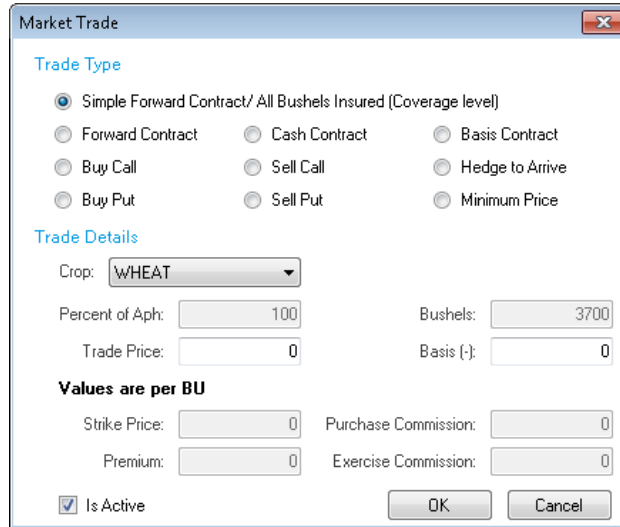 Market Trade
Trade Type
Simple Forward Contract/ All Bushels Insured (Coverage level)
Forward Contract Cash Contract Basis Contract
Buy Call Sell Call Hedge to Arrive
Buy Put Sell Put Minimum Price
Trade Details
Crop: WHEAT
Percent of Aph: 100 Bushels: 3700
Trade Price: 0 Basis (-): 0
Values are per BU
Strike Price: 0 Purchase Commission: 0
Premium: 0 Exercise Commission: 0
Is Active OK Cancel